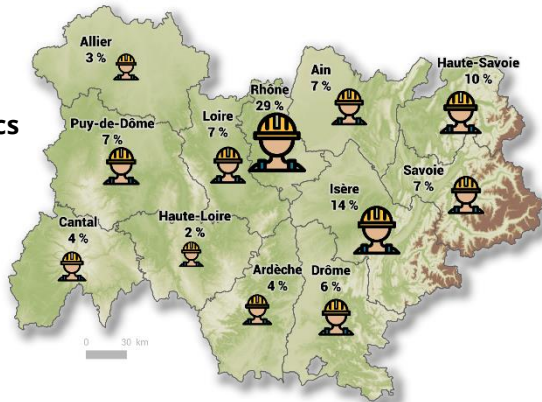 Allier
3 %
Haute-Savoie
10 %
Ain
7 %
Rhône
29 %
cs
Puy-de-Dôme
7 %
Loire
7 %
Savoie
7 %
Isère
14 %
Cantal
4 %
Haute-Loire
2 %
Ardèche
4 %
Drôme
6 %
0 30 km